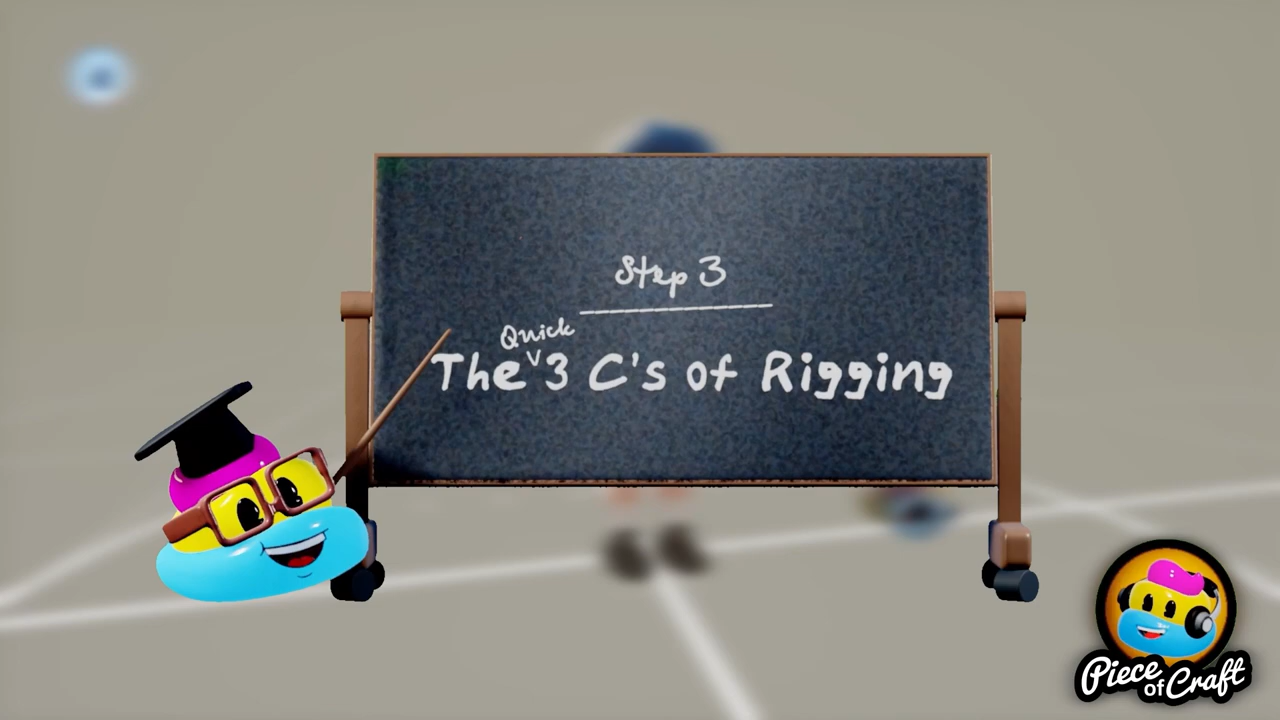 Step 3
Quick
The 3 C's of Rigging
Piece
of Craft